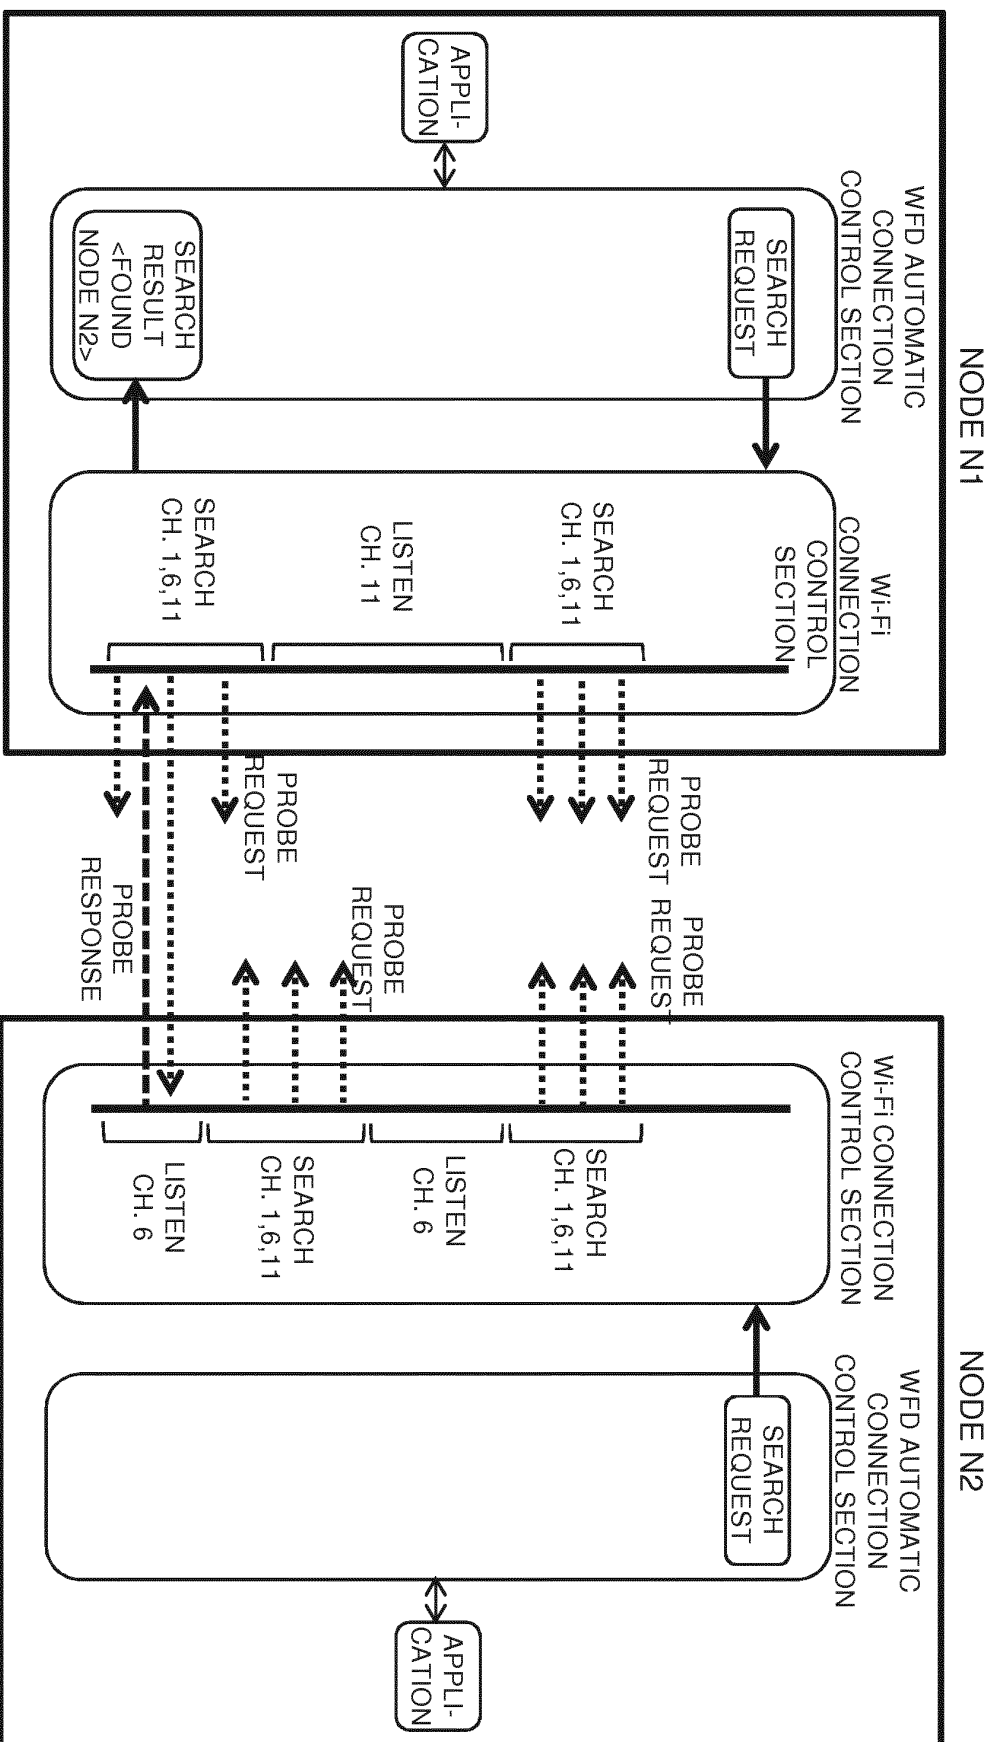 NODE N1
WFD AUTOMATIC
CONNECTION
CONTROL SECTION
SEARCH
REQUEST
APPLI-
CATION
SEARCH
RESULT
<FOUND
NODE N2>
Wi-Fi
CONNECTION
CONTROL
SECTION
SEARCH
CH. 1,6,11
LISTEN
CH. 11
SEARCH
CH. 1,6,11
PROBE
REQUEST
PROBE
REQUEST
PROBE
REQUEST
PROBE
REQUEST
PROBE
RESPONSE
NODE N2
Wi-Fi CONNECTION
CONTROL SECTION
SEARCH
CH. 1,6,11
LISTEN
CH. 6
SEARCH
CH. 1,6,11
LISTEN
CH. 6
WFD AUTOMATIC
CONNECTION
CONTROL SECTION
SEARCH
REQUEST
APPLI-
CATION